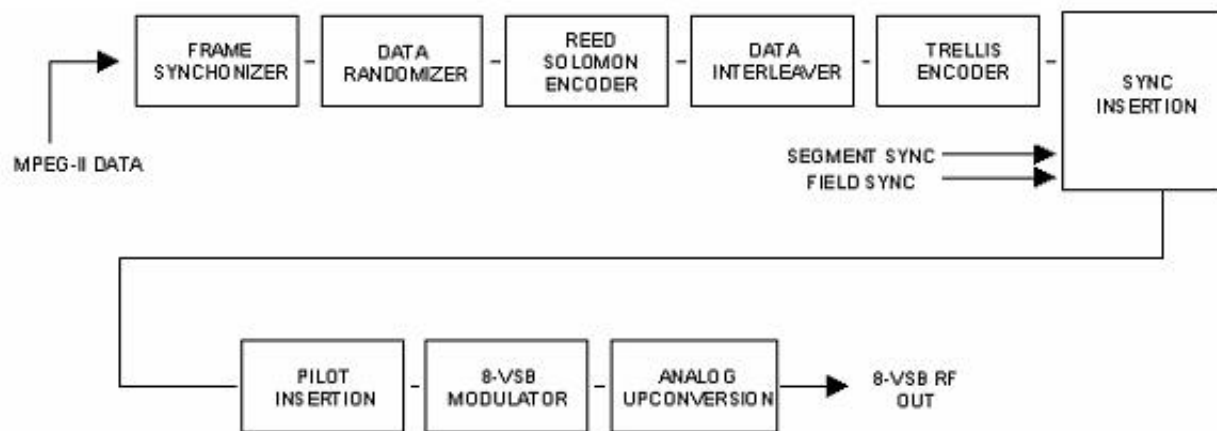 FRAME
SYNCHONIZER
DATA
RANDOMIZER
REED
SOLOMON
ENCODER
DATA
INTERLEAVER
TRELLIS
ENCODER
SYNC
INSERTION
MPEG-II DATA
SEGMENT SYNC
FIELD SYNC
PILOT
INSERTION
8-VSB
MODULATOR
ANALOG
UPCONVERSION
8-VSB RF
OUT